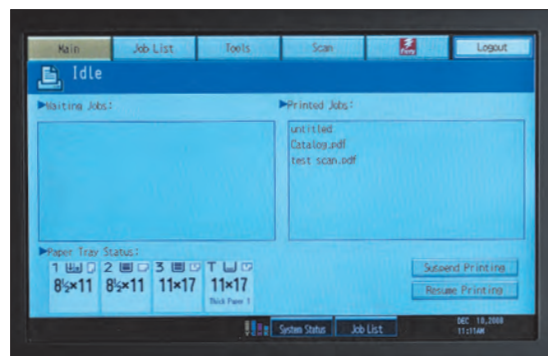 Main Job List Tools Scan Fiery Logout
Idle
Waiting Jobs:
Printed Jobs:
untitled
Catalog.pdf
test scan.pdf
Paper Tray Status:
1 2 3 T
8½×11 8½×11 11×17 11×17
Thick Paper 1
Suspend Printing
Resume Printing
System Status Job List
DEC 18,2008
11:11AM